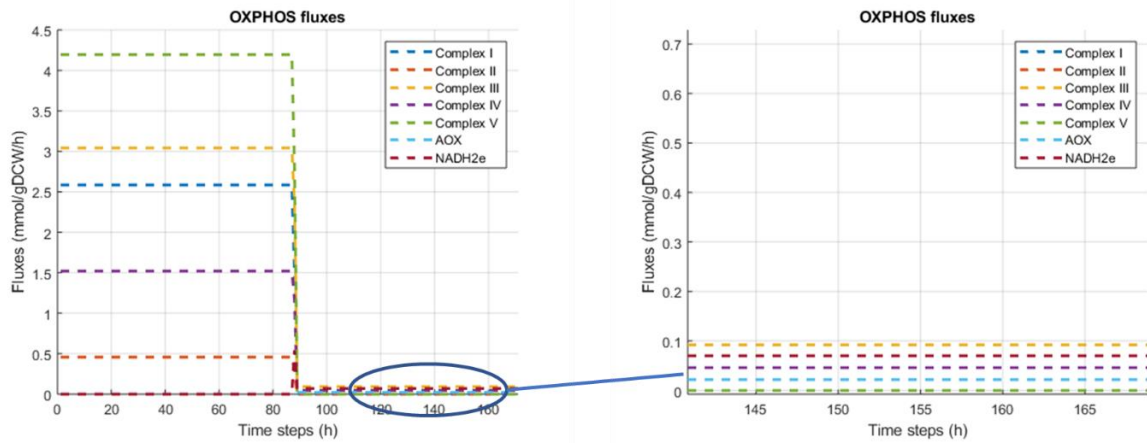 OXPHOS fluxes
4.5
4
3.5
3
2.5
2
1.5
1
0.5
0
Fluxes (mmol/gDCW/h)
0 20 40 60 80 100 120 140 160
Time steps (h)
Complex I
Complex II
Complex III
Complex IV
Complex V
AOX
NADH2e
OXPHOS fluxes
0.7
0.6
0.5
0.4
0.3
0.2
0.1
0
Fluxes (mmol/gDCW/h)
145 150 155 160 165
Time steps (h)
Complex I
Complex II
Complex III
Complex IV
Complex V
AOX
NADH2e